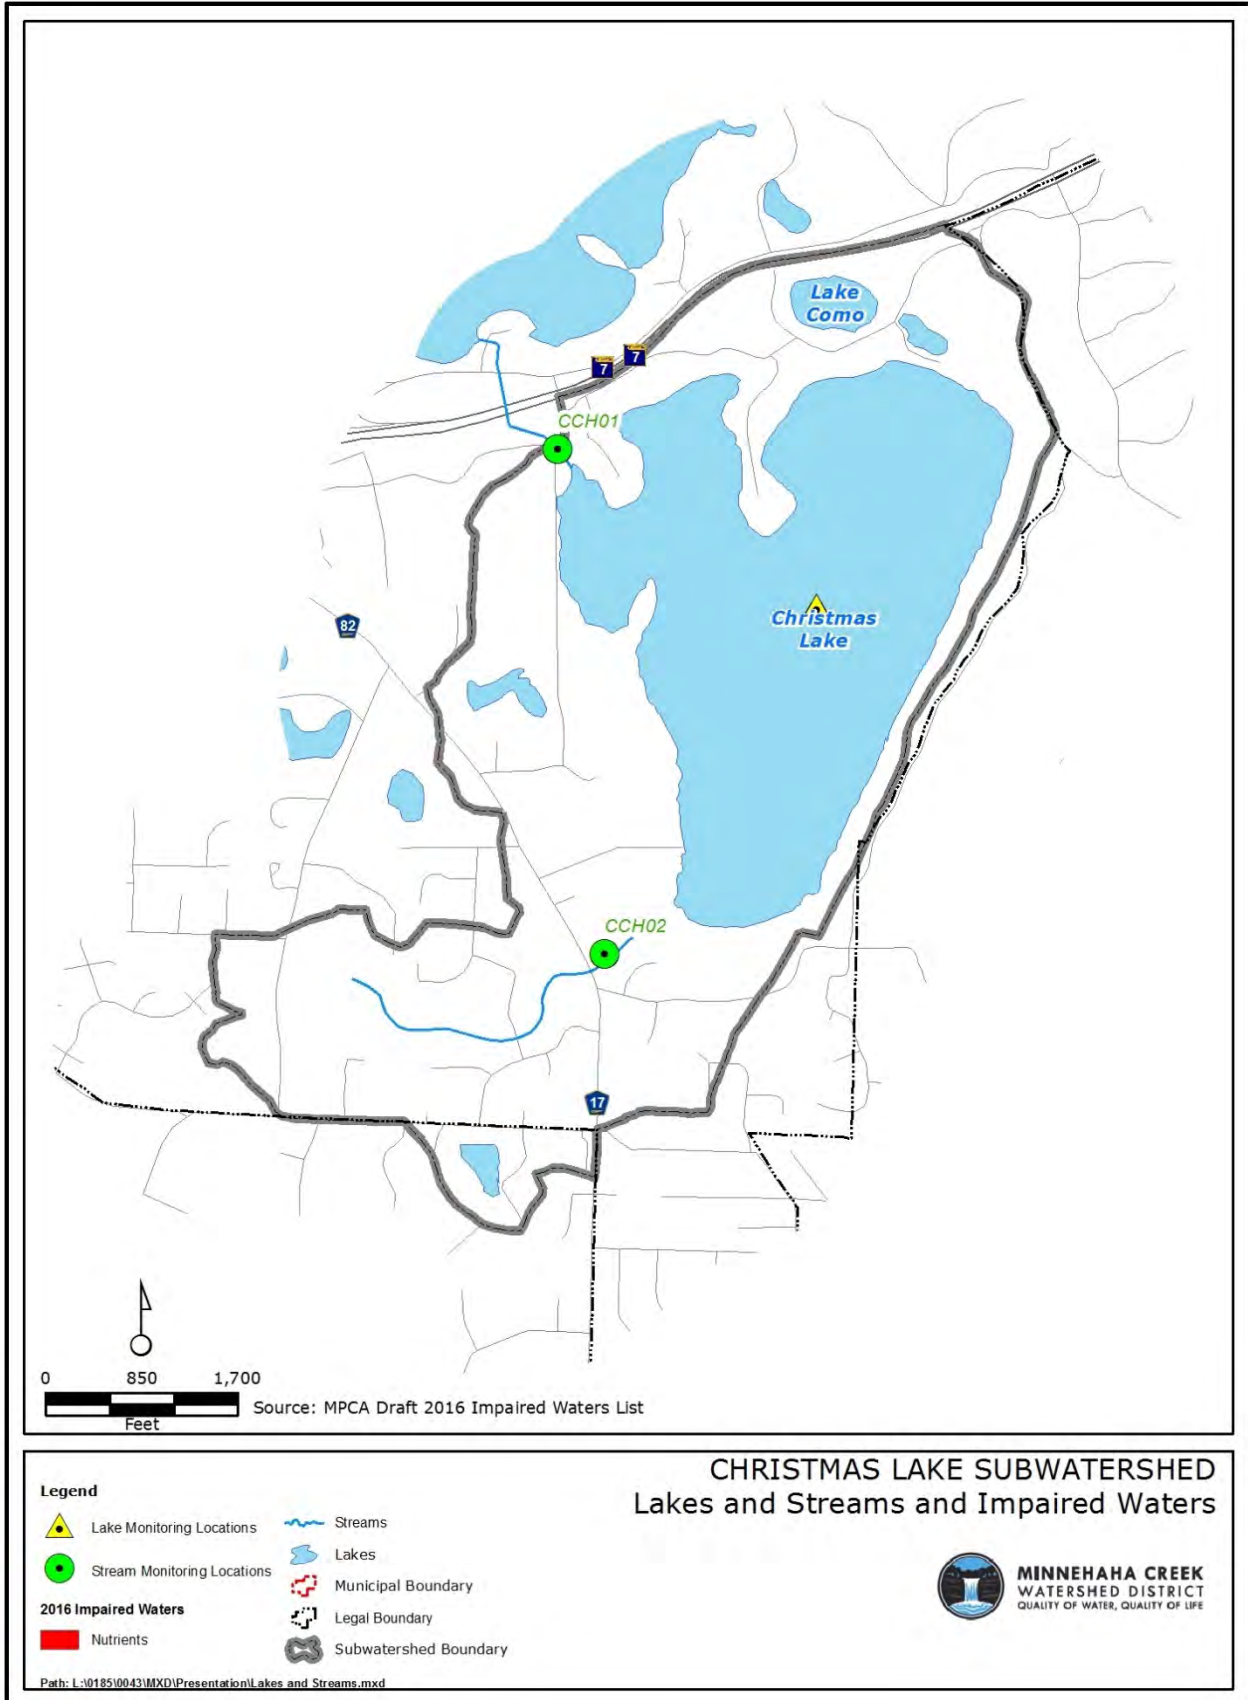 Lake
Como
7
7
CCH01
82
Christmas
Lake
CCH02
17
0 850 1,700
Feet
Source: MPCA Draft 2016 Impaired Waters List
CHRISTMAS LAKE SUBWATERSHED
Lakes and Streams and Impaired Waters
Legend
Lake Monitoring Locations
Stream Monitoring Locations
2016 Impaired Waters
Nutrients
Streams
Lakes
Municipal Boundary
Legal Boundary
Subwatershed Boundary
MINNEHAHA CREEK
WATERSHED DISTRICT
QUALITY OF WATER, QUALITY OF LIFE
Path: L:\0185\0043\MXD\Presentation\Lakes and Streams.mxd